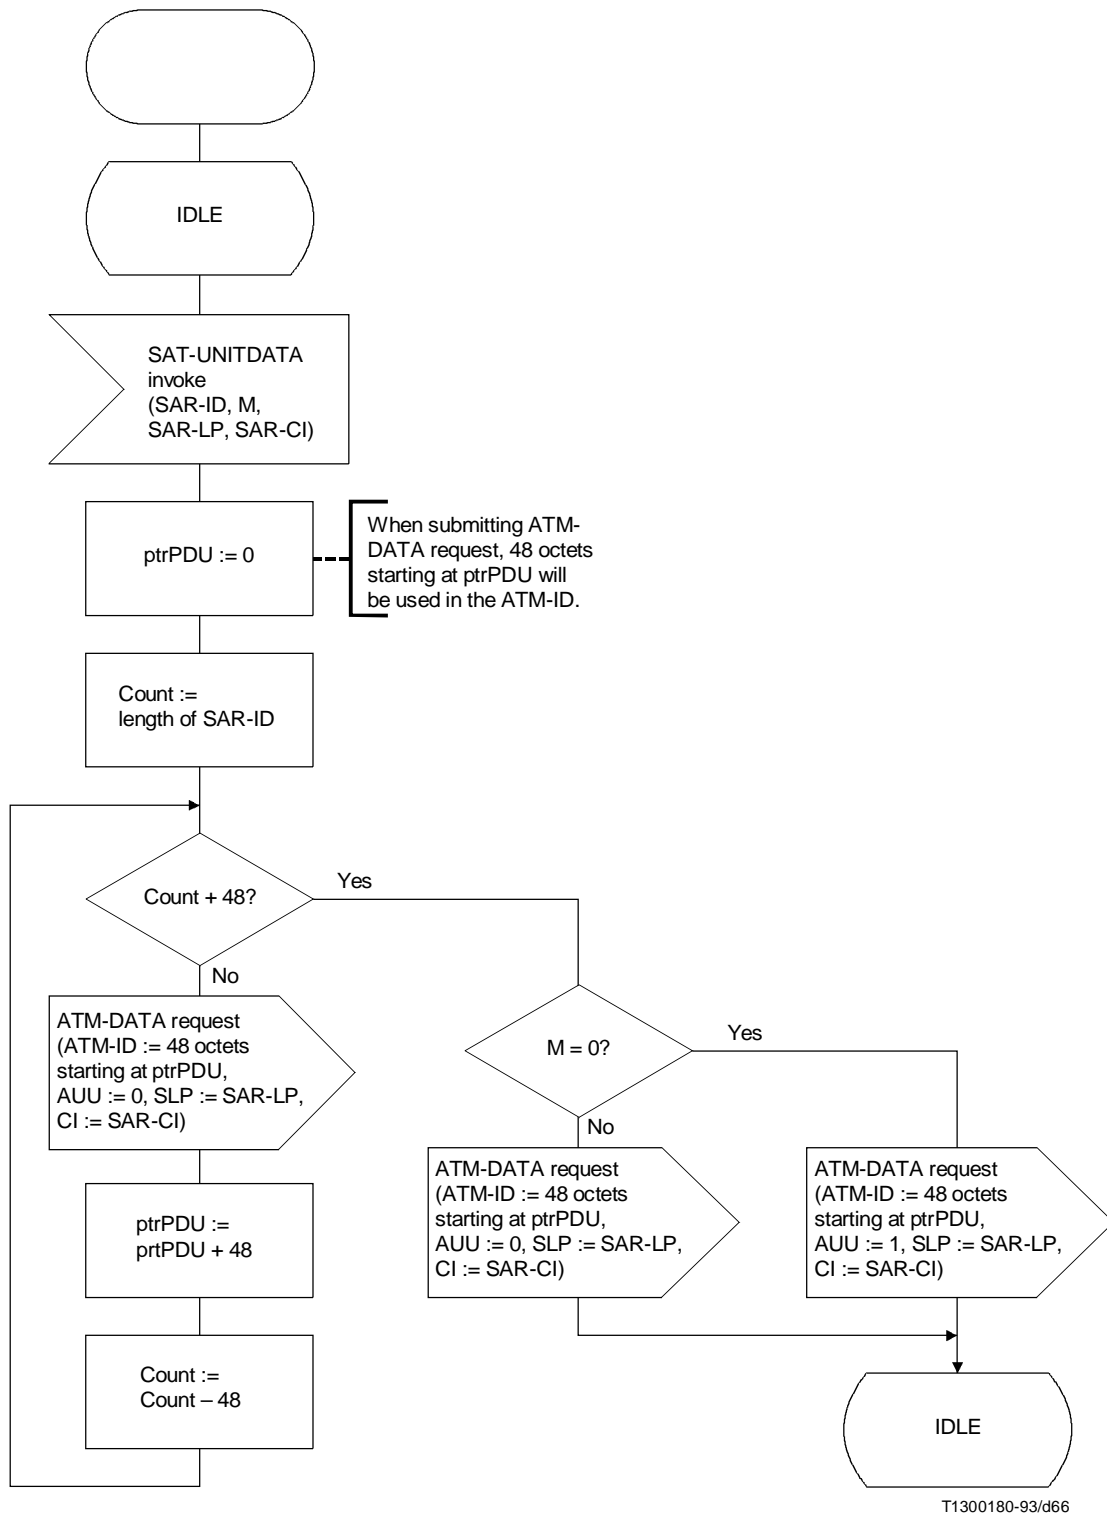 IDLE
SAT-UNITDATA
invoke
(SAR-ID, M,
SAR-LP, SAR-CI)
ptrPDU := 0
When submitting ATM-
DATA request, 48 octets
starting at ptrPDU will
be used in the ATM-ID.
Count :=
length of SAR-ID
Count + 48?
Yes
No
ATM-DATA request
(ATM-ID := 48 octets
starting at ptrPDU,
AUU := 0, SLP := SAR-LP,
CI := SAR-CI)
ptrPDU :=
prtPDU + 48
Count :=
Count – 48
M = 0?
Yes
No
ATM-DATA request
(ATM-ID := 48 octets
starting at ptrPDU,
AUU := 0, SLP := SAR-LP,
CI := SAR-CI)
ATM-DATA request
(ATM-ID := 48 octets
starting at ptrPDU,
AUU := 1, SLP := SAR-LP,
CI := SAR-CI)
IDLE
T1300180-93/d66